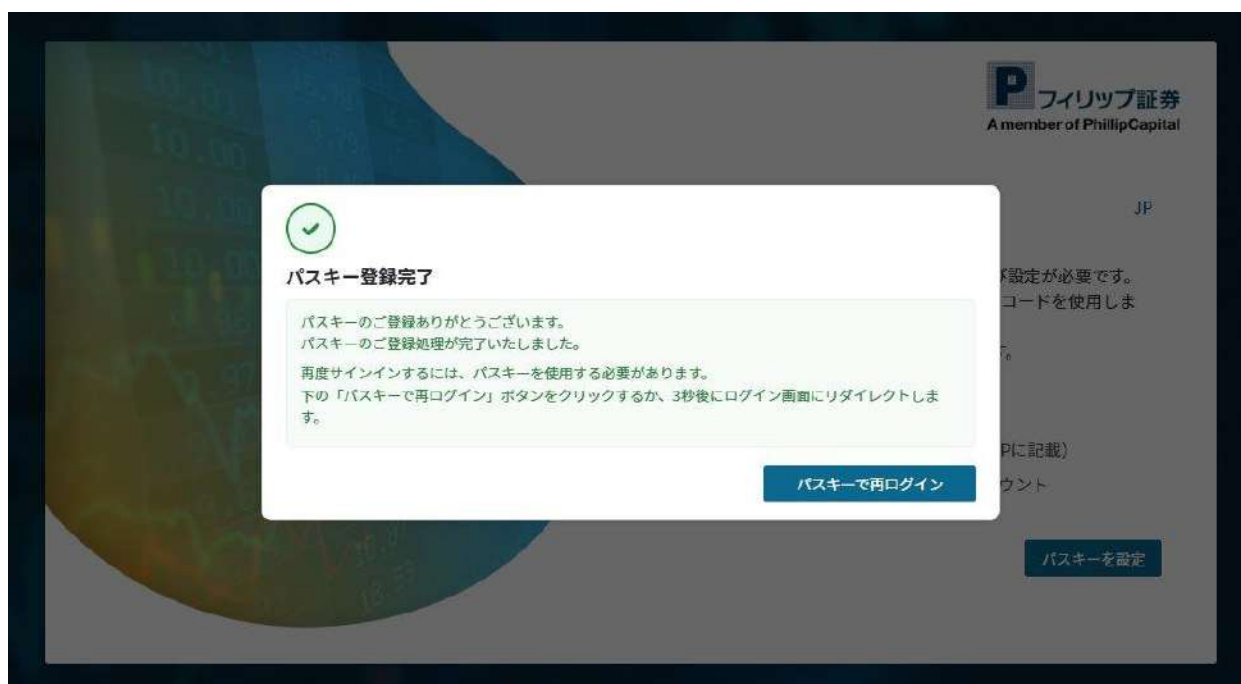 フィリップ証券
A member of PhillipCapital
JP
パスキー登録完了
パスキーのご登録ありがとうございます。
パスキーのご登録処理が完了いたしました。
再度サインインするには、パスキーを使用する必要があります。
下の「パスキーで再ログイン」ボタンをクリックするか、3秒後にログイン画面にリダイレクトしま
す。
パスキーで再ログイン
設定が必要です。
コードを使用しま
に記載)
ウント
パスキーを設定
10.00